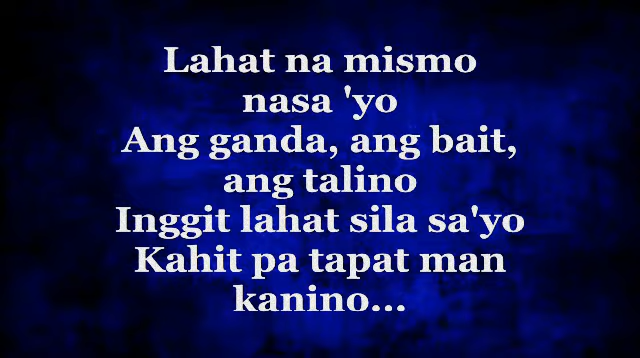 Lahat na mismo
nasa 'yo
Ang ganda, ang bait,
ang talino
Inggit lahat sila sa'yo
Kahit pa tapat man
kanino...